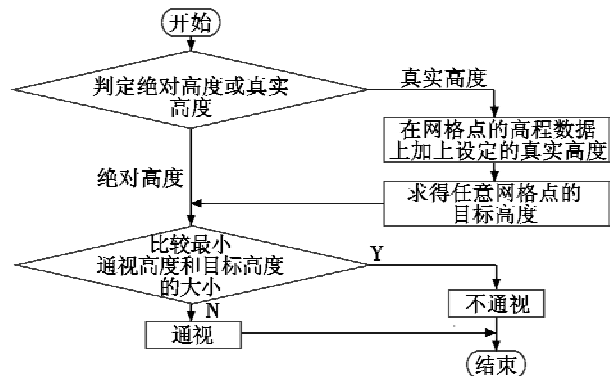 开始
判定绝对高度或真实
高度
真实高度
在网格点的高程数据
上加上设定的真实高度
绝对高度
求得任意网格点的
目标高度
比较最小
通视高度和目标高度
的大小
Y
不通视
N
通视
结束